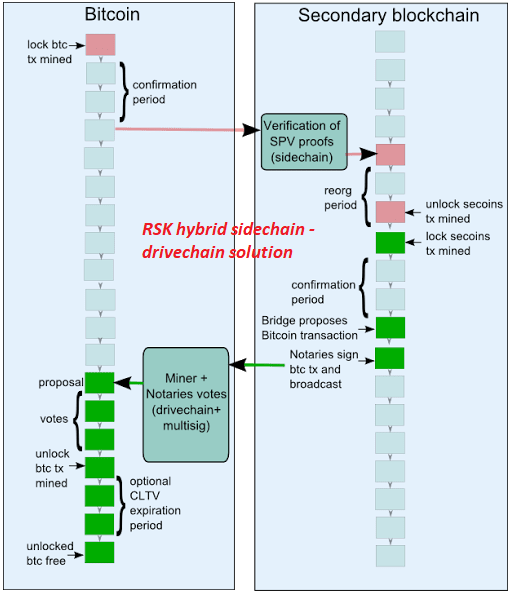 Bitcoin
lock btc
tx mined
confirmation
period
Verification of
SPV proofs
(sidechain)
RSK hybrid sidechain -
drivechain solution
proposal
votes
Miner +
Notaries votes
(drivechain+
multisig)
unlock
btc tx
mined
optional
CLTV
expiration
period
unlocked
btc free
Secondary blockchain
reorg
period
unlock secoins
tx mined
lock secoins
tx mined
confirmation
period
Bridge proposes
Bitcoin transaction
Notaries sign
btc tx and
broadcast